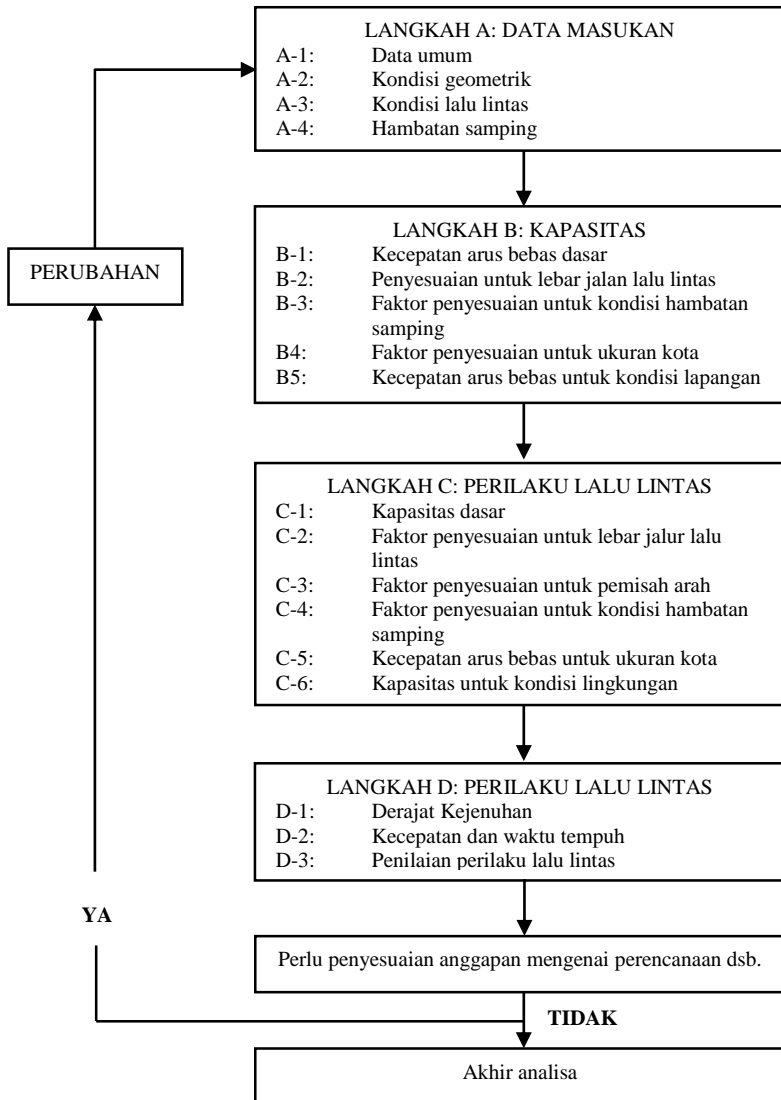 LANGKAH A: DATA MASUKAN
A-1: Data umum
A-2: Kondisi geometrik
A-3: Kondisi lalu lintas
A-4: Hambatan samping
PERUBAHAN
LANGKAH B: KAPASITAS
B-1: Kecepatan arus bebas dasar
B-2: Penyesuaian untuk lebar jalan lalu lintas
B-3: Faktor penyesuaian untuk kondisi hambatan
samping
B4: Faktor penyesuaian untuk ukuran kota
B5: Kecepatan arus bebas untuk kondisi lapangan
LANGKAH C: PERILAKU LALU LINTAS
C-1: Kapasitas dasar
C-2: Faktor penyesuaian untuk lebar jalur lalu
lintas
C-3: Faktor penyesuaian untuk pemisah arah
C-4: Faktor penyesuaian untuk kondisi hambatan
samping
C-5: Kecepatan arus bebas untuk ukuran kota
C-6: Kapasitas untuk kondisi lingkungan
LANGKAH D: PERILAKU LALU LINTAS
D-1: Derajat Kejenuhan
D-2: Kecepatan dan waktu tempuh
D-3: Penilaian perilaku lalu lintas
YA
Perlu penyesuaian anggapan mengenai perencanaan dsb.
TIDAK
Akhir analisa